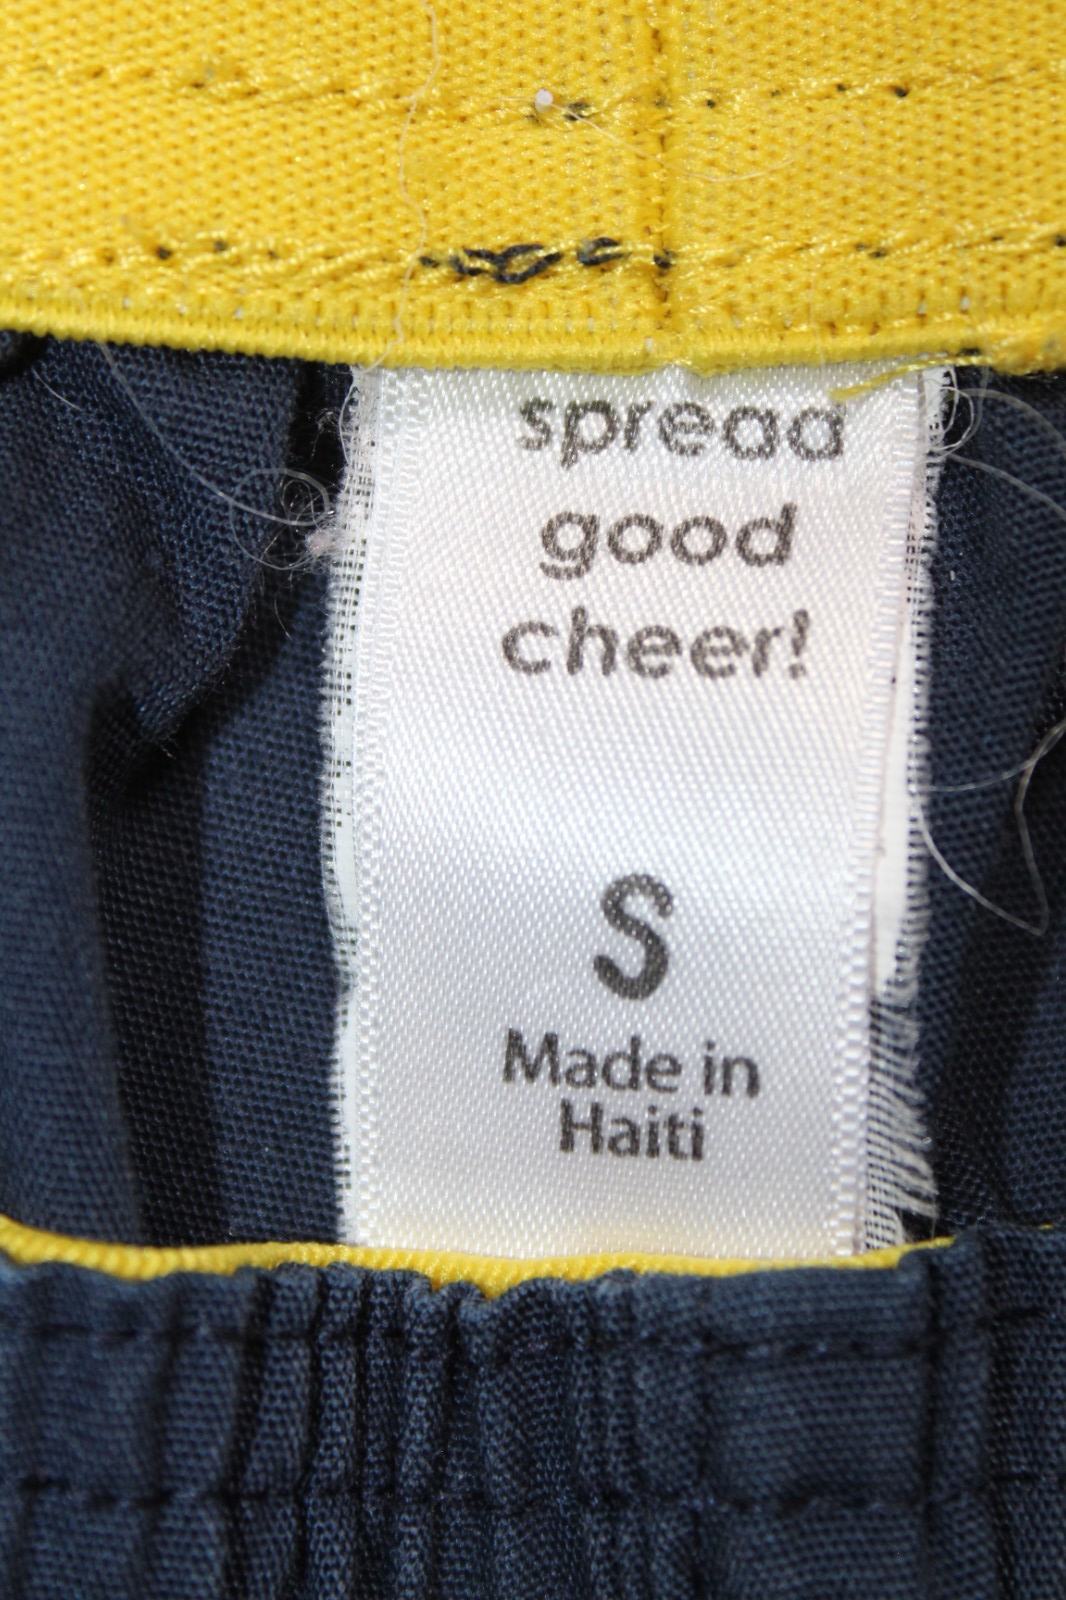 spread
good
cheer!
S
Made in
Haiti